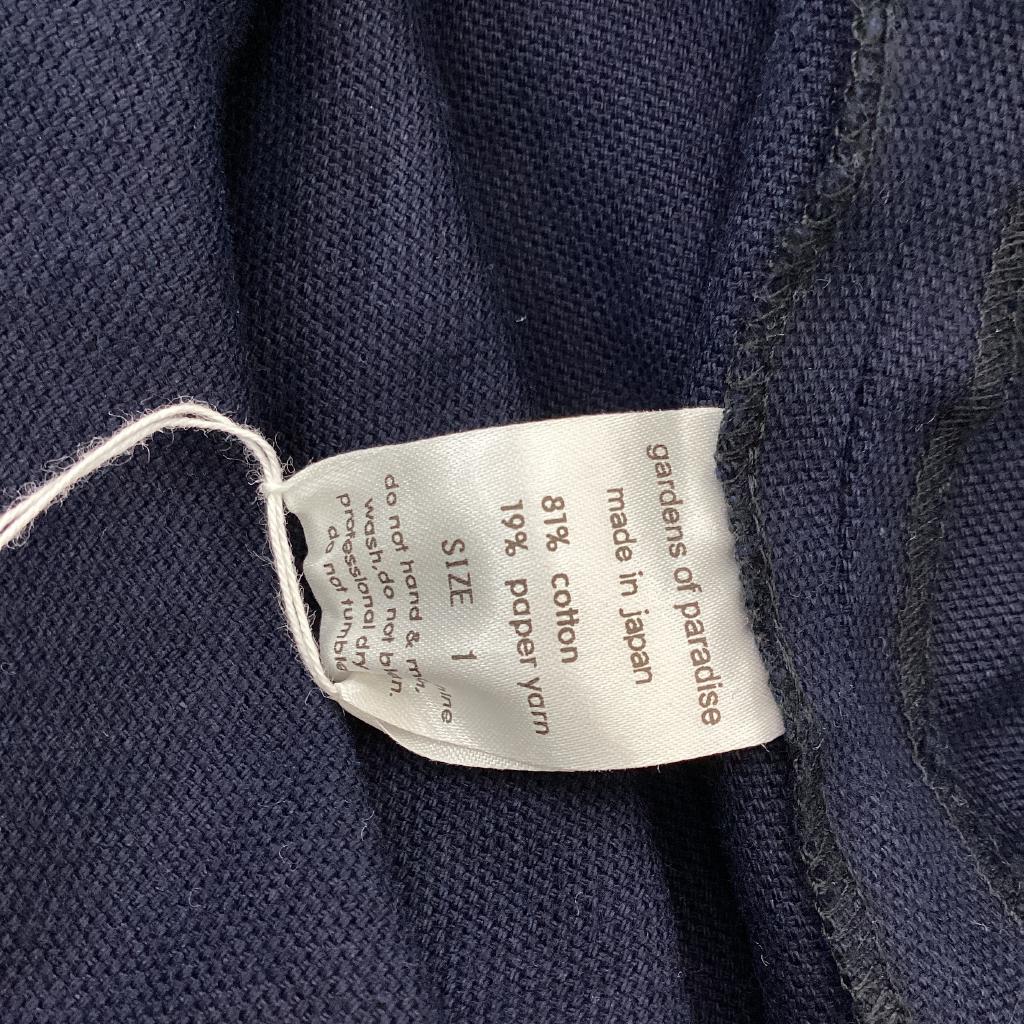 gardens of paradise
made in japan
81% cotton
19% paper yarn
SIZE 1
do not hand &
wash.do not
professional dry
do not tumble